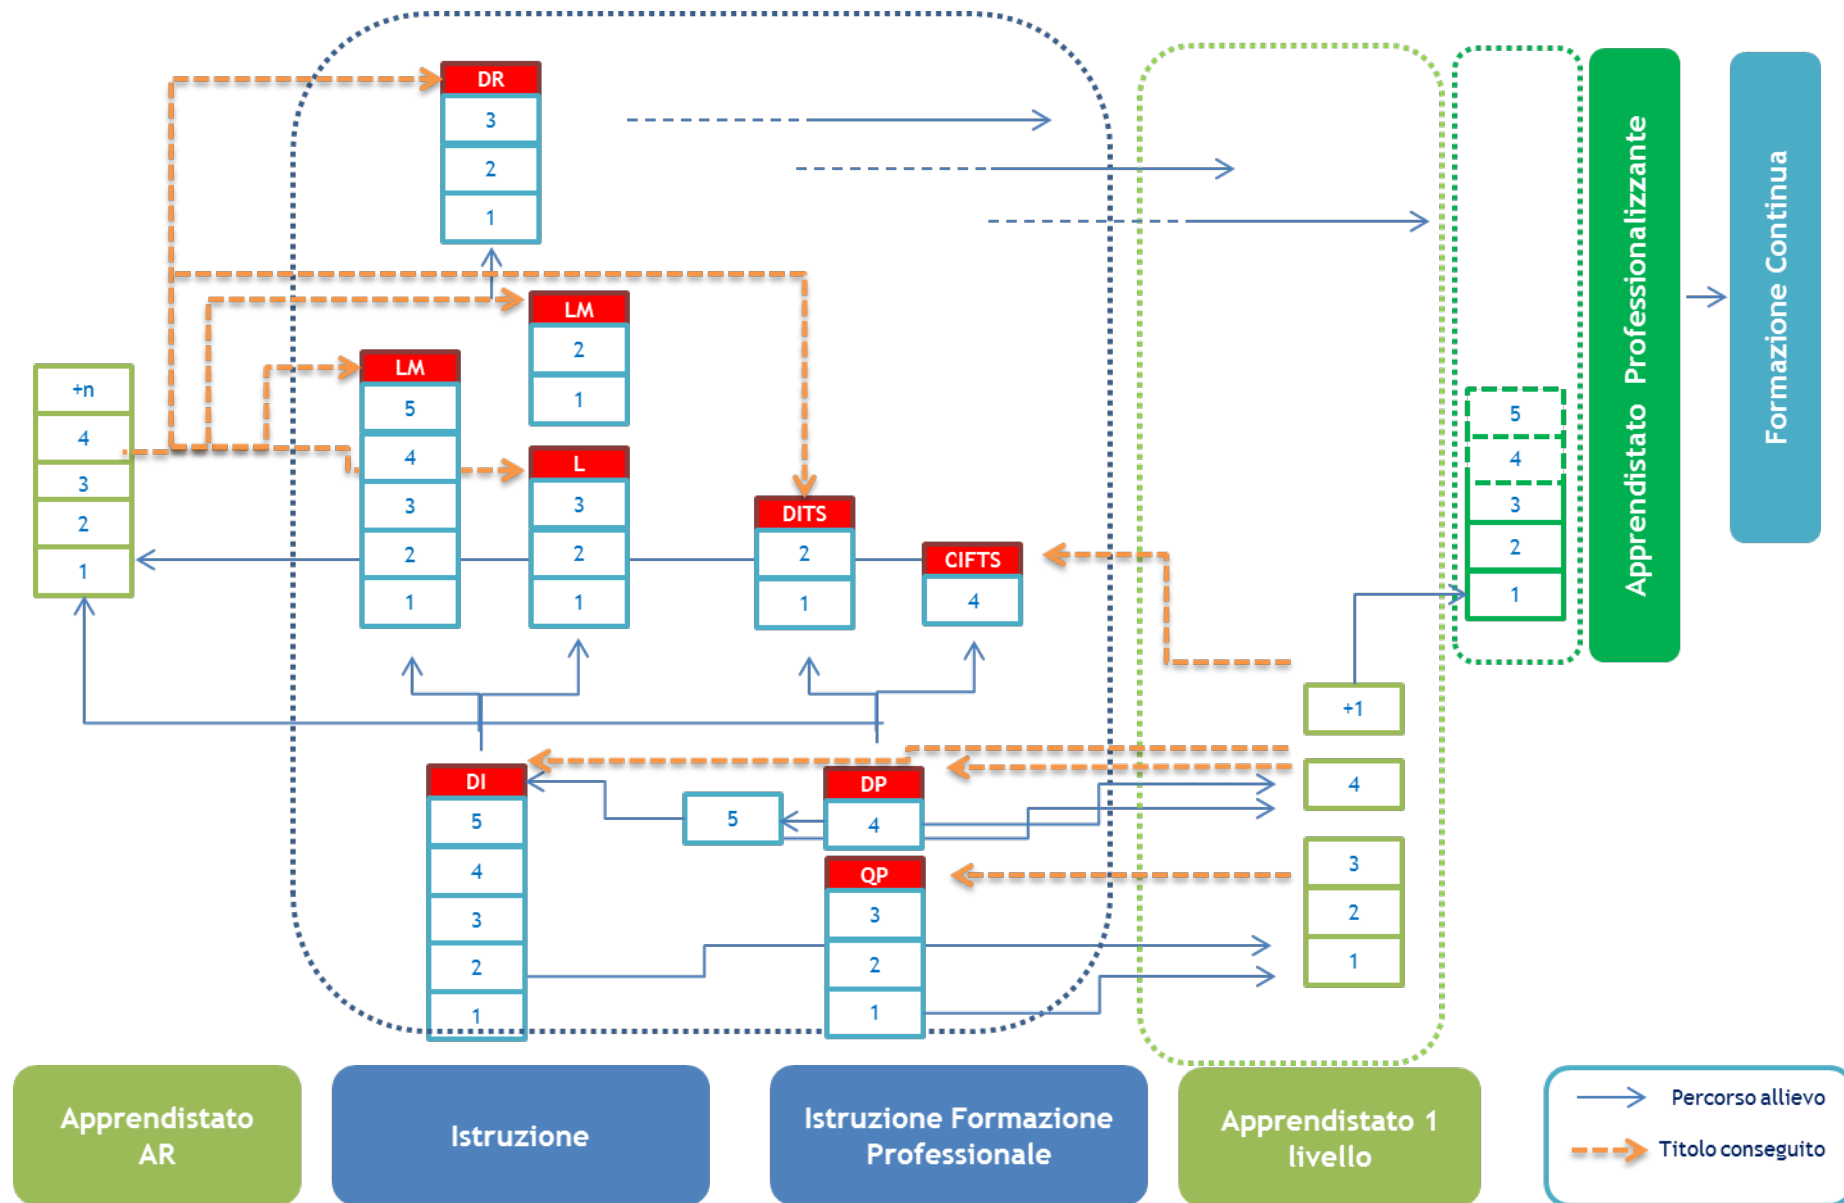 DR
3
2
1
LM
2
1
LM
5
4
3
2
1
L
3
2
1
+n
4
3
2
1
DITS
2
1
CIFTS
4
5
4
3
2
1
Apprendistato Professionalizzante
Formazione Continua
+1
4
3
2
1
DI
5
4
3
2
1
5
DP
4
QP
3
2
1
Apprendistato
AR
Istruzione
Istruzione Formazione
Professionale
Apprendistato 1
livello
Percorso allievo
Titolo conseguito